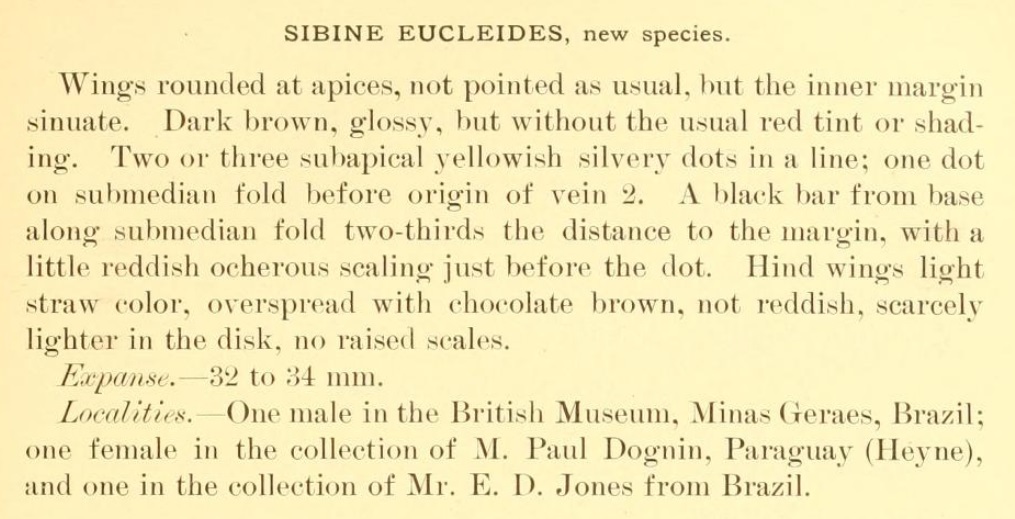 SIBINE EUCLEIDES, new species.
Wings rounded at apices, not pointed as usual, but the inner margin
sinuate. Dark brown, glossy, but without the usual red tint or shad-
ing. Two or three subapical yellowish silvery dots in a line; one dot
on submedian fold before origin of vein 2. A black bar from base
along submedian fold two-thirds the distance to the margin, with a
little reddish ocherous scaling just before the dot. Hind wings light
straw color, overspread with chocolate brown, not reddish, scarcely
lighter in the disk, no raised scales.
Expanse.—32 to 34 mm.
Localities.—One male in the British Museum, Minas Geraes, Brazil;
one female in the collection of M. Paul Dognin, Paraguay (Heyne),
and one in the collection of Mr. E. D. Jones from Brazil.